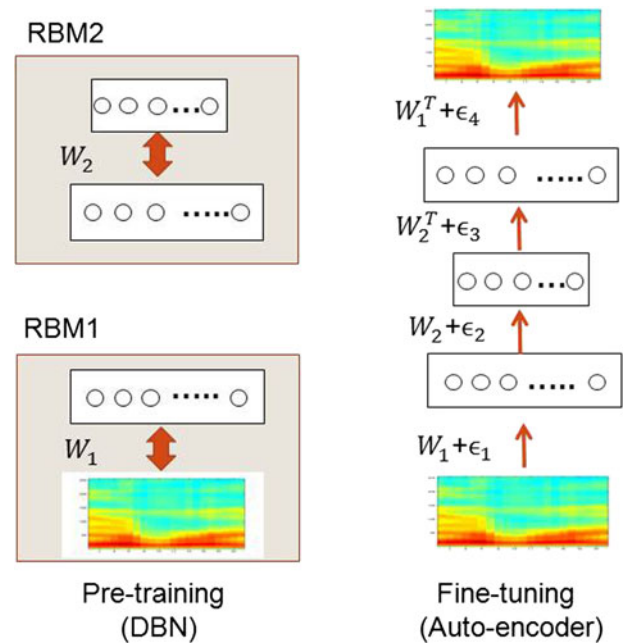 RBM2
W₂
RBM1
W₁
Pre-training
(DBN)
W₁ᵀ+ϵ₄
W₂ᵀ+ϵ₃
W₂+ϵ₂
W₁+ϵ₁
Fine-tuning
(Auto-encoder)